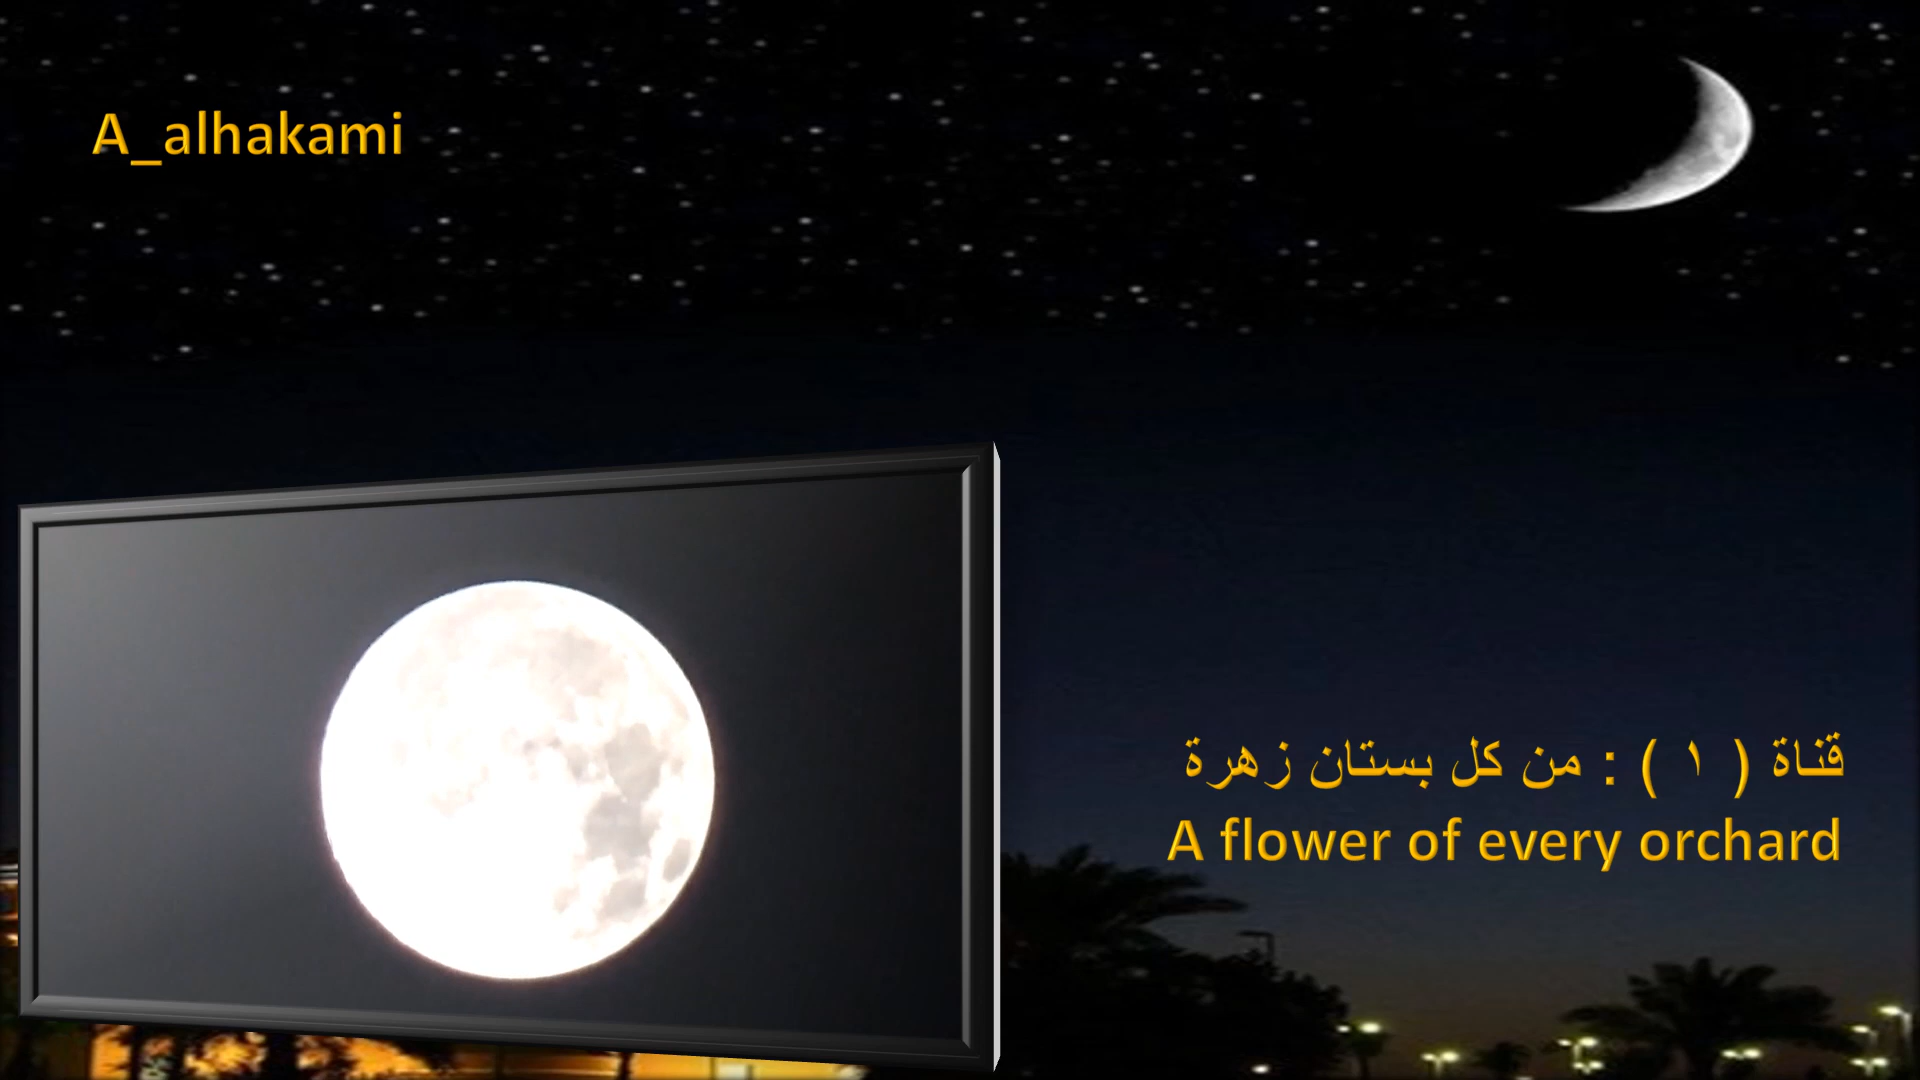 A_alhakami
قناة ( ١ ) : من كل بستان زهرة
A flower of every orchard